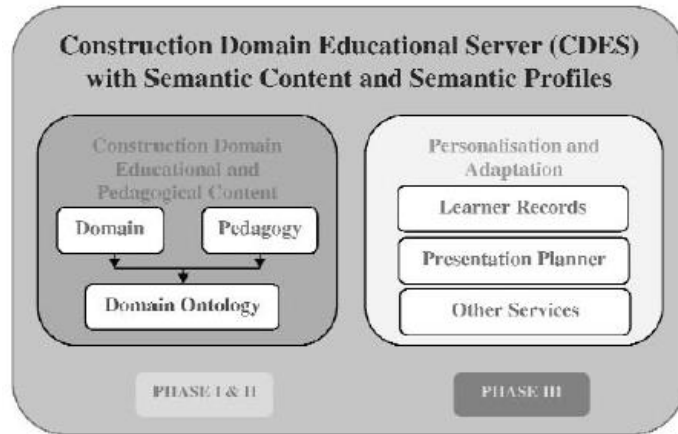 Construction Domain Educational Server (CDES)
with Semantic Content and Semantic Profiles
Construction Domain
Educational and
Pedagogical Content
Domain
Pedagogy
Domain Ontology
PHASE I & II
Personalisation and
Adaptation
Learner Records
Presentation Planner
Other Services
PHASE III